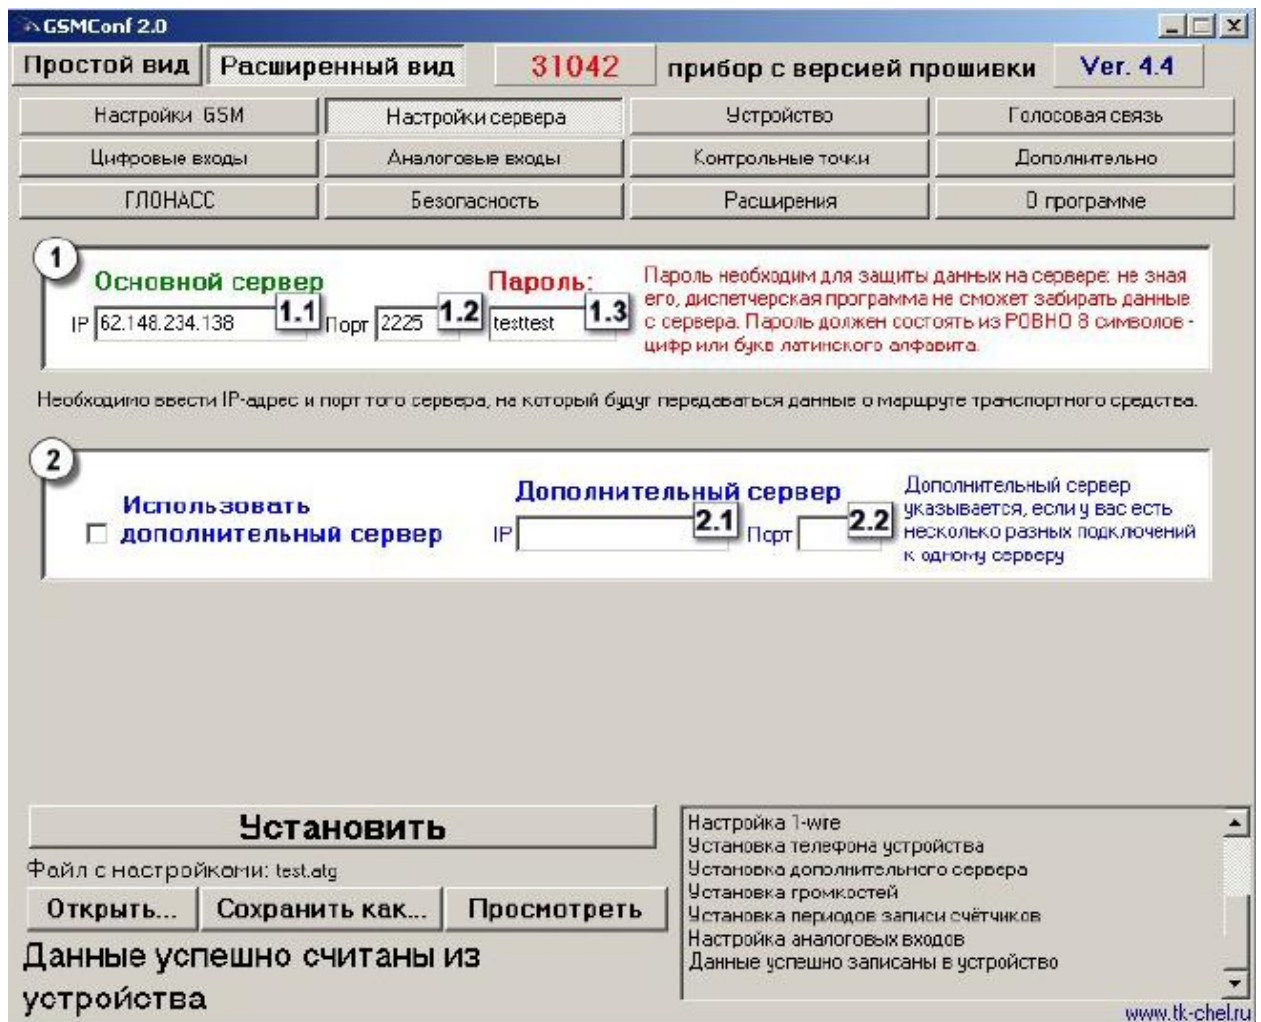 GSMConf 2.0
Простой вид Расширенный вид 31042 прибор с версией прошивки Ver. 4.4
Настройки GSM Настройки сервера Устройство Голосовая связь
Цифровые входы Аналоговые входы Контрольные точки Дополнительно
ГЛОНАСС Безопасность Расширения О программе
1
Основной сервер Пароль:
IP 62.148.234.138 1.1 Порт 2225 1.2 testtest 1.3
Пароль необходим для защиты данных на сервере: не зная
его, диспетчерская программа не сможет забирать данные
с сервера. Пароль должен состоять из РОВНО 8 символов -
цифр или букв латинского алфавита.
Необходимо ввести IP-адрес и порт того сервера, на который будут передаваться данные о маршруте транспортного средства.
2
Использовать
дополнительный сервер
Дополнительный сервер
IP 2.1 Порт 2.2
Дополнительный сервер
указывается, если у вас есть
несколько разных подключений
к одному серверу
Установить
Файл с настройками: test.atg
Открыть... Сохранить как... Просмотреть
Данные успешно считаны из
устройства
Настройка 1-wire
Установка телефона устройства
Установка дополнительного сервера
Установка громкостей
Установка периодов записи счётчиков
Настройка аналоговых входов
Данные успешно записаны в устройство
www.tk-chel.ru